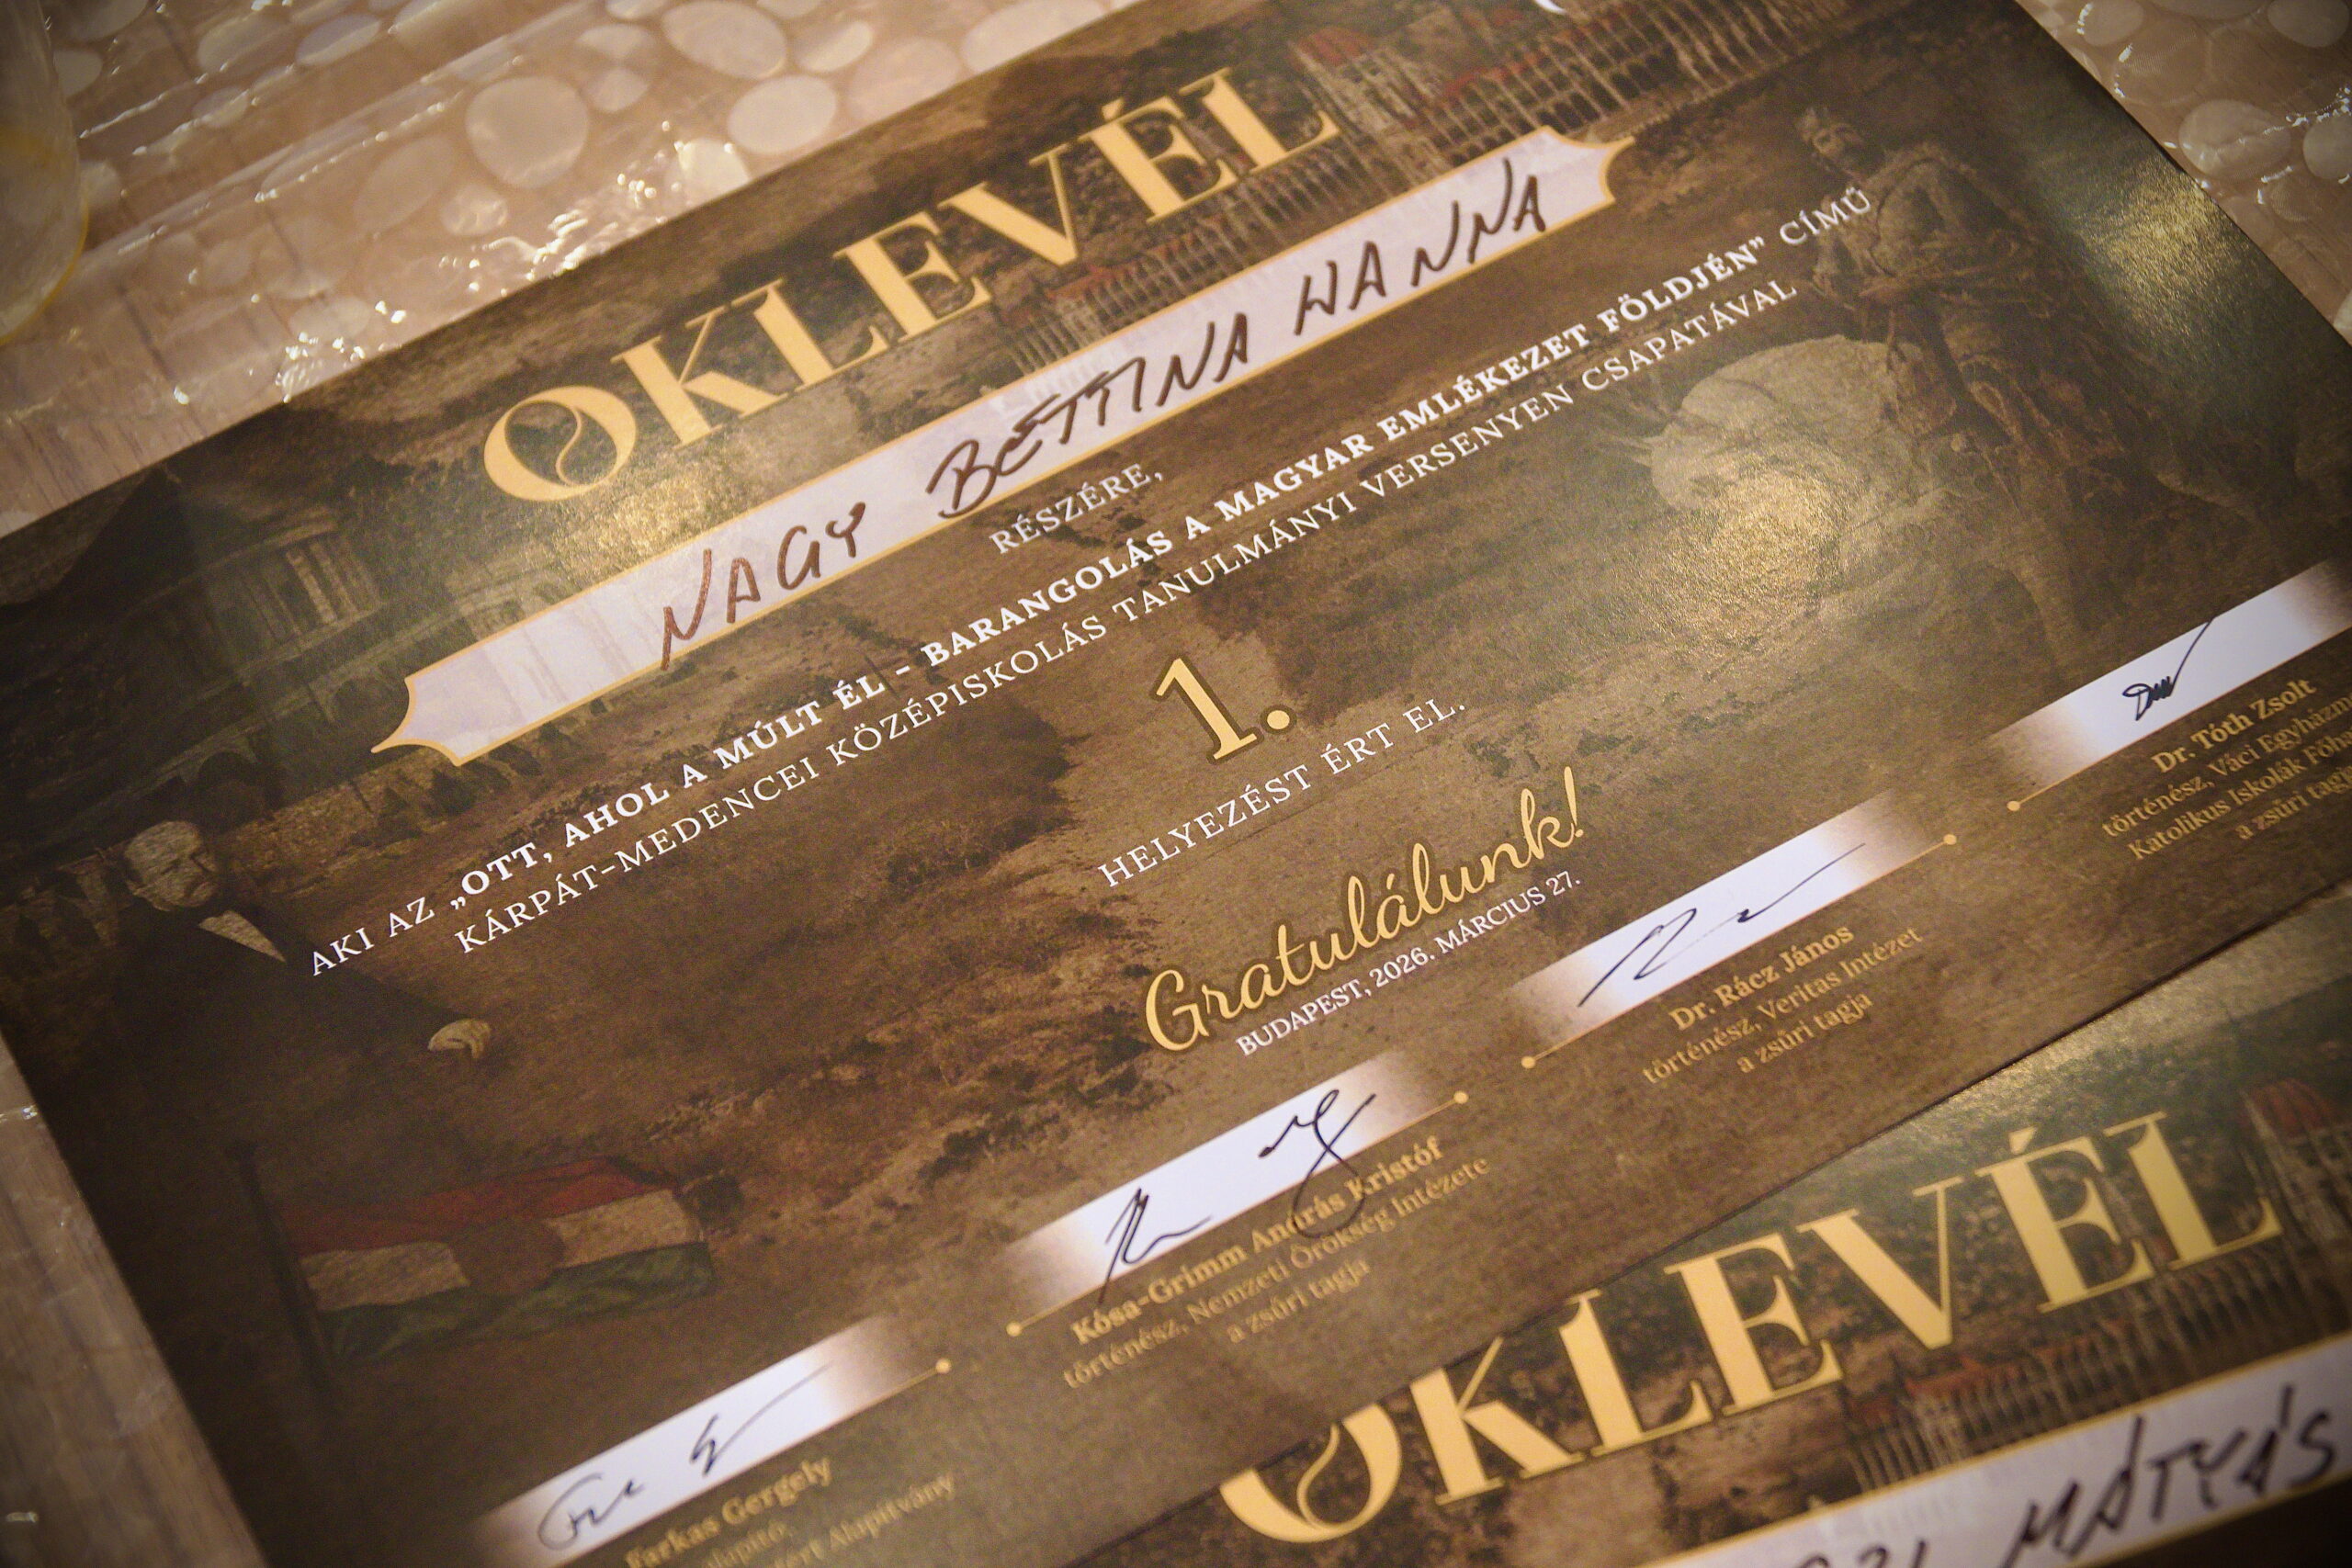 OKLEVÉL
NAGY BETTINA HANNA
RÉSZÉRE,
AKI AZ „OTT, AHOL A MÚLT ÉL - BARANGOLÁS A MAGYAR EMLÉKEZET FÖLDJÉN” CÍMŰ
KÁRPÁT-MEDENCEI KÖZÉPISKOLÁS TANULMÁNYI VERSENYEN CSAPATÁVAL
1.
HELYEZÉST ÉRT EL.
Gratulálunk!
BUDAPEST, 2026. MÁRCIUS 27.
Farkas Gergely
alapító,
Alapítvány
Kósa-Grimm András Kristóf
történész, Nemzeti Örökség Intézete
a zsűri tagja
Dr. Rácz János
történész, Veritas Intézet
a zsűri tagja
Dr. Tóth Zsolt
történész, Váci
Katolikus Iskolák
a zsűri
OKLEVÉL
MÁTYÁS